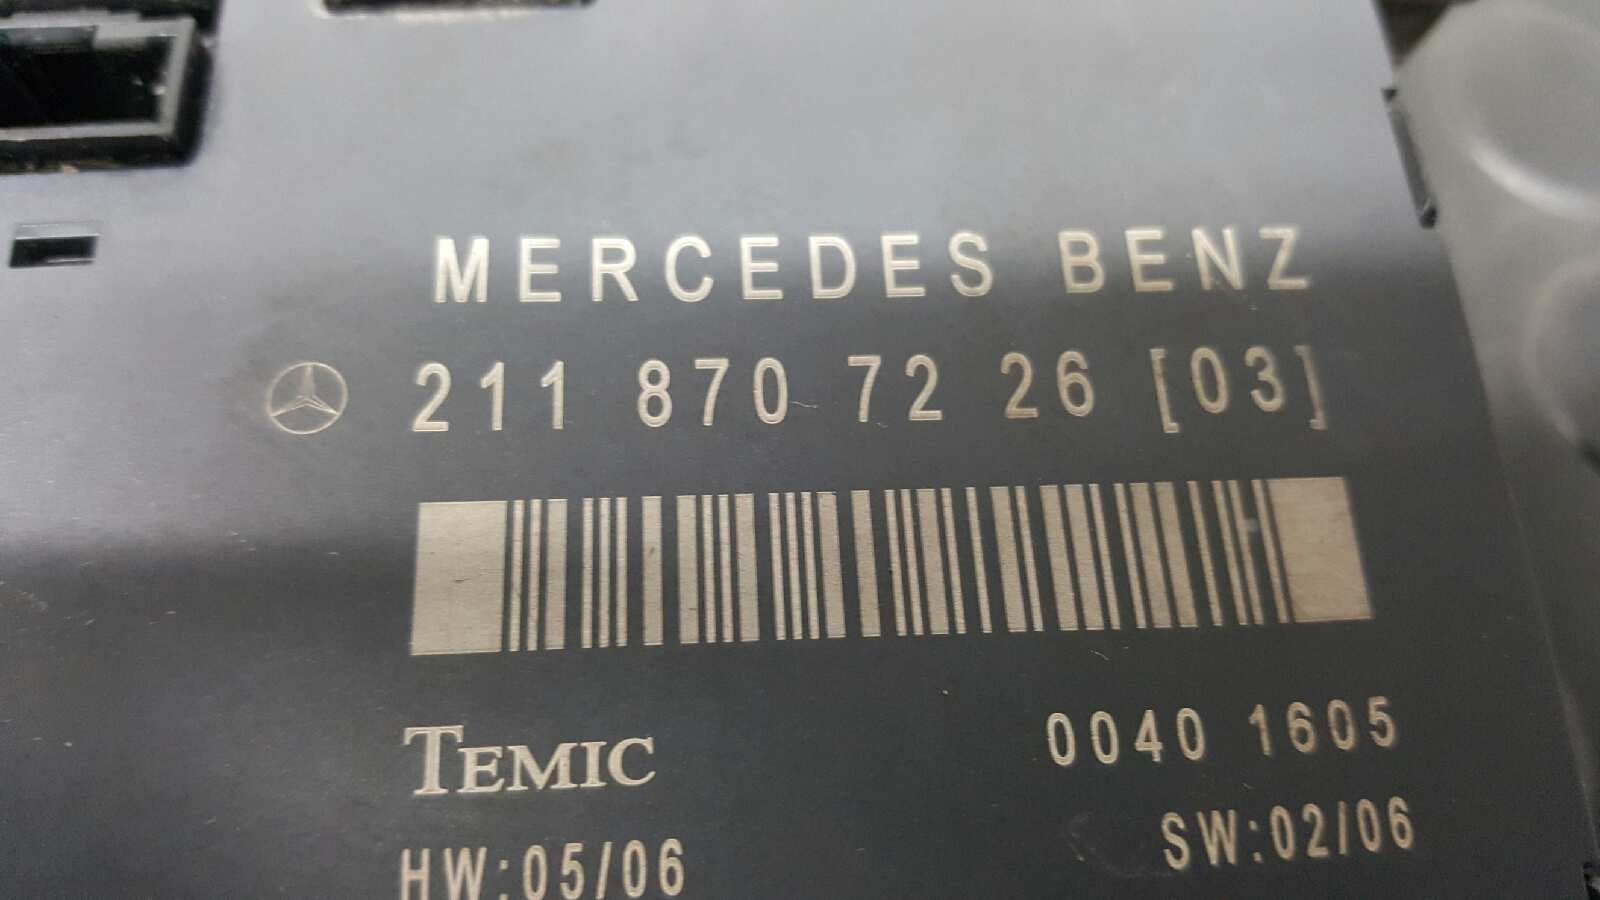 MERCEDES BENZ
211 870 72 26 [03]
TEMIC
0040 1605
HW:05/06
SW:02/06